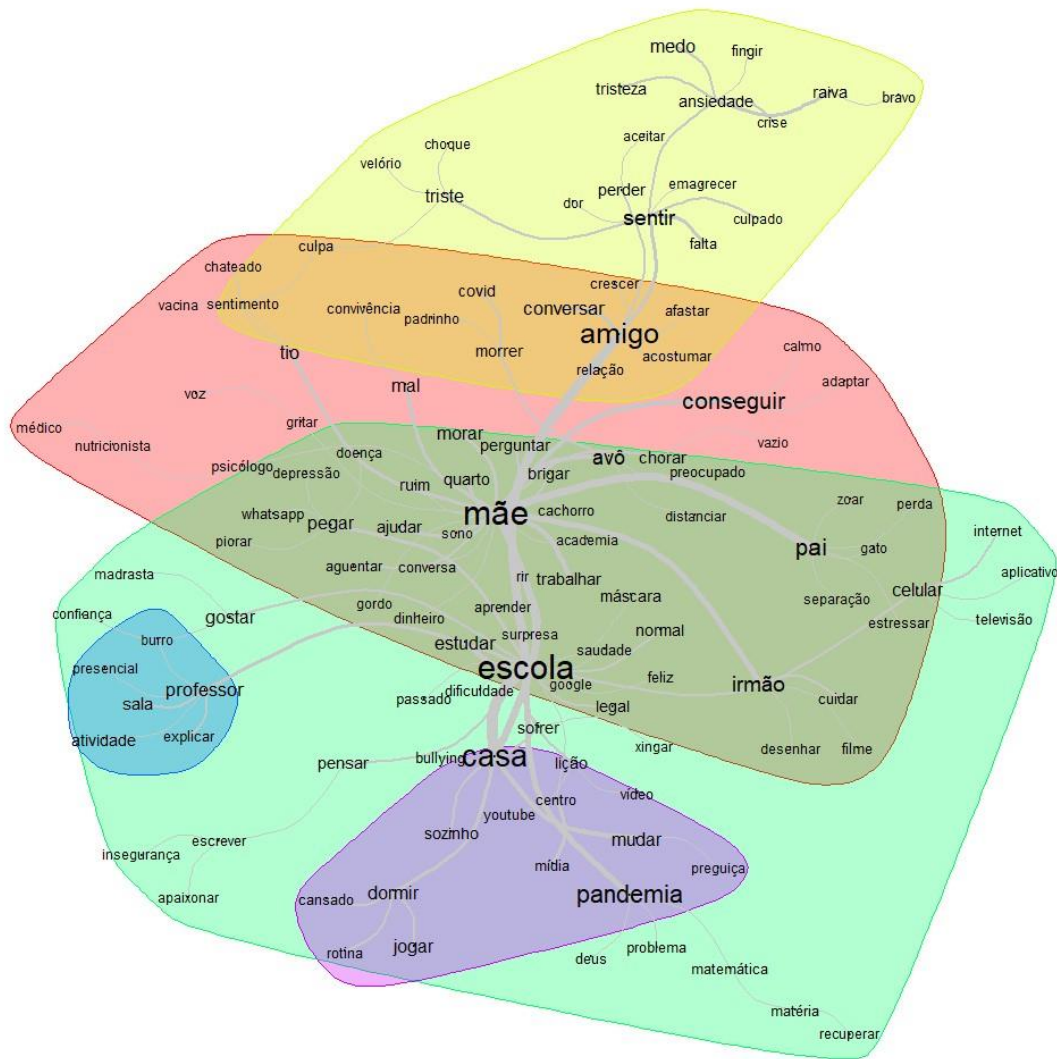 medo
fingir
tristeza
ansiedade
raiva
bravo
crise
aceitar
choque
velório
triste
perder
emagrecer
dor
sentir
culpado
falta
culpa
chateado
vacina
sentimento
convivência
covid
padrinho
crescer
conversar
afastar
amigo
morrer
acostumar
tio
relação
calmo
mal
adaptar
voz
conseguir
médico
gritar
nutricionista
morar
perguntar
vazio
doença
avô
chorar
psicólogo
depressão
brigar
preocupado
ruim
quarto
zoar
perda
whatsapp
pegar
ajudar
mãe
cachorro
distanciar
internet
piorar
sono
academia
pai
gato
madrasta
aguentar
conversa
rir
trabalhar
aplicativo
celular
confiança
gostar
gordo
dinheiro
aprender
máscara
separação
estressar
televisão
burro
estudar
surpresa
normal
saudade
presencial
professor
escola
feliz
irmão
sala
passado
dificuldade
google
legal
cuidar
atividade
explicar
sofrer
xingar
desenhar
filme
pensar
bullying
casa
lição
centro
vídeo
youtube
sozinho
mudar
escrever
insegurança
mídia
preguiça
apaixonar
cansado
dormir
pandemia
rotina
jogar
deus
problema
matemática
matéria
recuperar